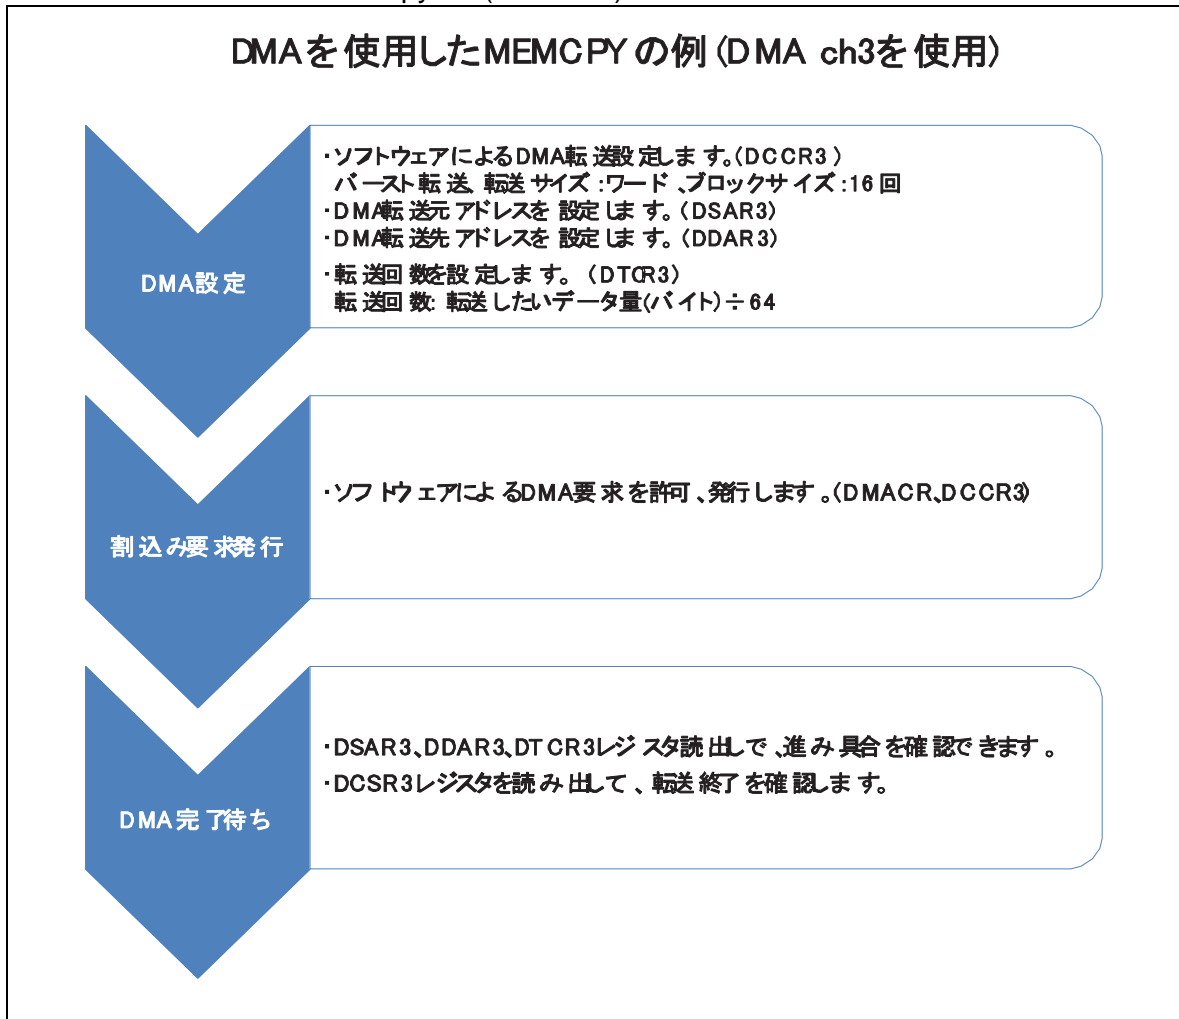 DMAを使用したMEMCPYの例(DMA ch3を使用)
DMA設定
・ソフトウェアによるDMA転送設定します。(DCCR3)
バースト転送、転送サイズ:ワード、ブロックサイズ:16回
・DMA転送元アドレスを設定します。(DSAR3)
・DMA転送先アドレスを設定します。(DDAR3)
・転送回数を設定します。(DTCR3)
転送回数: 転送したいデータ量(バイト)÷64
割込み要求発行
・ソフトウェアによるDMA要求を許可、発行します。(DMACR、DCCR3)
DMA完了待ち
・DSAR3、DDAR3、DTCR3レジスタ読出しで、進み具合を確認できます。
・DCSR3レジスタを読み出して、転送終了を確認します。